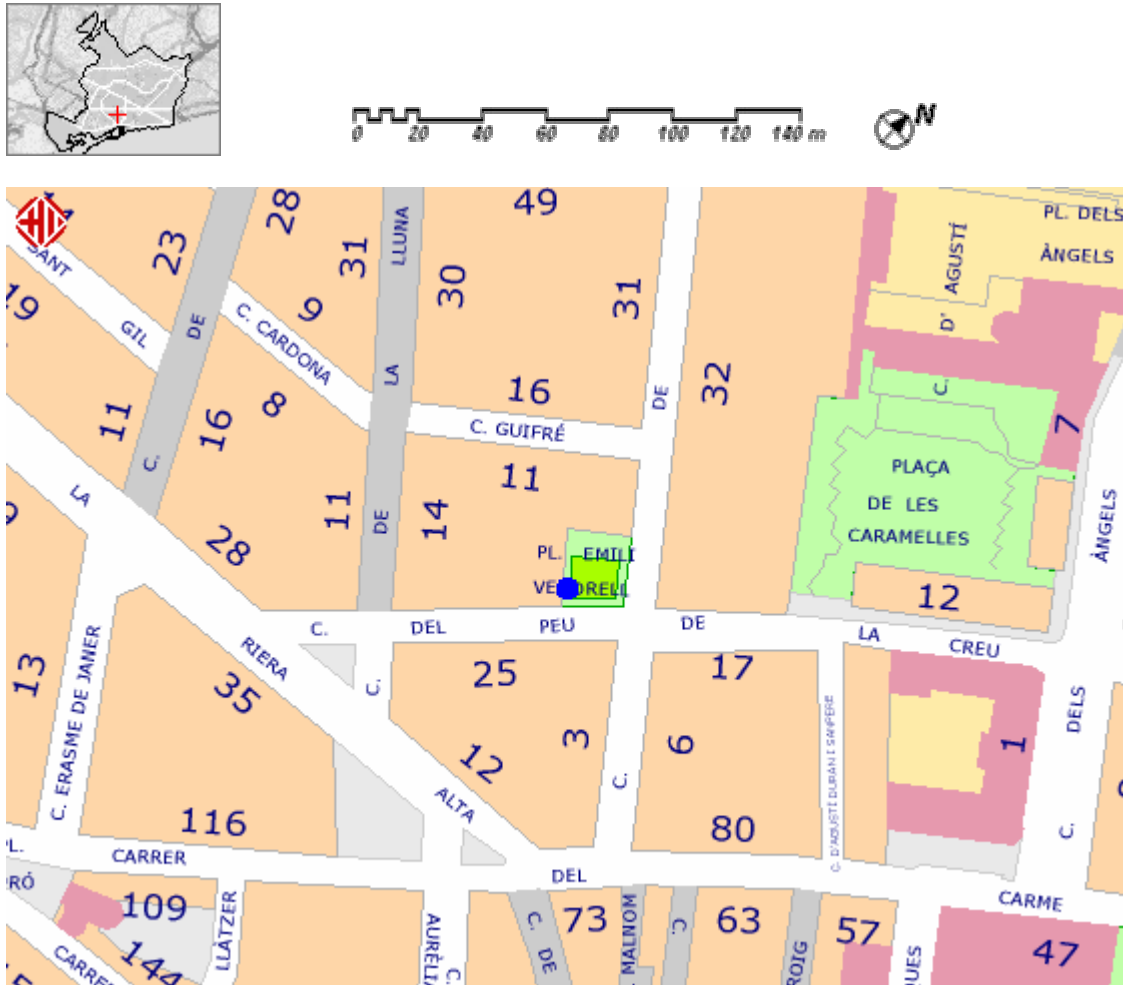 0 20 40 60 80 100 120 140 m
N
SANT
GIL
19
23
28
31
LLUNA
49
30
31
DE
PL. DELS
ÀNGELS
AGUSTÍ
D'
C.
C. CARDONA
9
LA
8
16
11
C.
16
C. GUIFRÉ
DE
32
7
PLAÇA
DE LES
CARAMELLES
ÀNGELS
LA
28
11
DE
14
11
PL. EMILI
12
C. DEL PEU DE LA CREU
RIERA
13
C. ERASME DE JANER
35
C.
25
17
12
3
6
C.
C. D'AGUSTÍ DURAN I SANPERE
1
DELS
C.
ALTA
116
80
CARRER DEL CARME
109
LLÀTZER
144
73
C. DE
MALNOM
C.
63
ROIG
57
47
C.